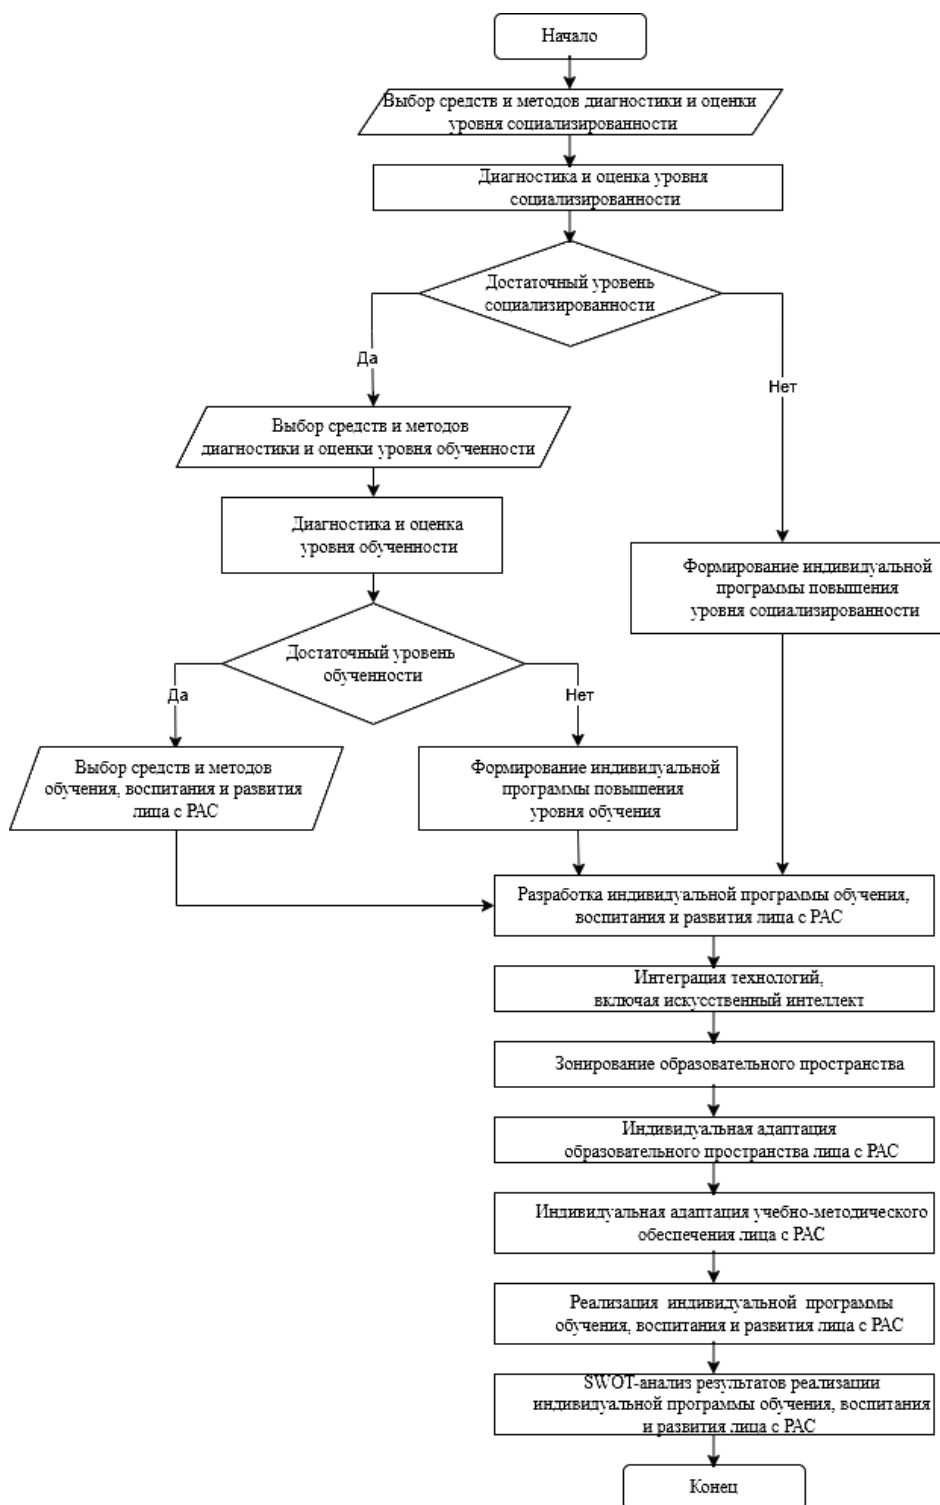 Начало
Выбор средств и методов диагностики и оценки
уровня социализированности
Диагностика и оценка уровня
социализированности
Достаточный уровень
социализированности
Да
Нет
Выбор средств и методов
диагностики и оценки уровня обученности
Диагностика и оценка
уровня обученности
Формирование индивидуальной
программы повышения
уровня социализированности
Достаточный уровень
обученности
Да
Нет
Выбор средств и методов
обучения, воспитания и развития
лица с РАС
Формирование индивидуальной
программы повышения
уровня обучения
Разработка индивидуальной программы обучения,
воспитания и развития лица с РАС
Интеграция технологий,
включая искусственный интеллект
Зонирование образовательного пространства
Индивидуальная адаптация
образовательного пространства лица с РАС
Индивидуальная адаптация учебно-методического
обеспечения лица с РАС
Реализация индивидуальной программы
обучения, воспитания и развития лица с РАС
SWOT-анализ результатов реализации
индивидуальной программы обучения, воспитания
и развития лица с РАС
Конец